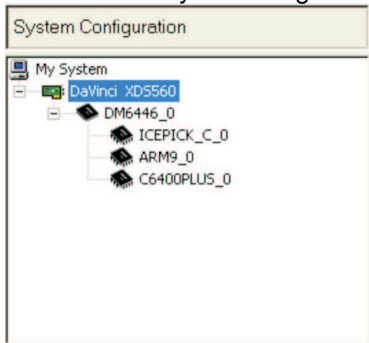 System Configuration
My System
DaVinci XDS560
DM6446_0
ICEPICK_C_0
ARM9_0
C6400PLUS_0